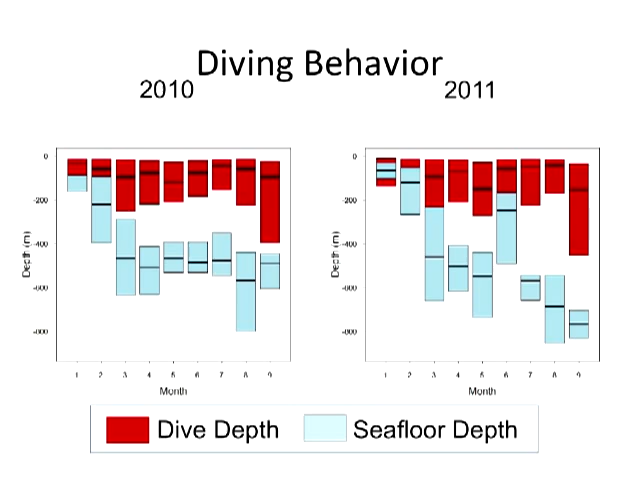 Diving Behavior
2010
2011
0
-200
-400
-600
-800
Depth (m)
1 2 3 4 5 6 7 8 9
Month
0
-200
-400
-600
-800
Depth (m)
1 2 3 4 5 6 7 8 9
Month
Dive Depth
Seafloor Depth